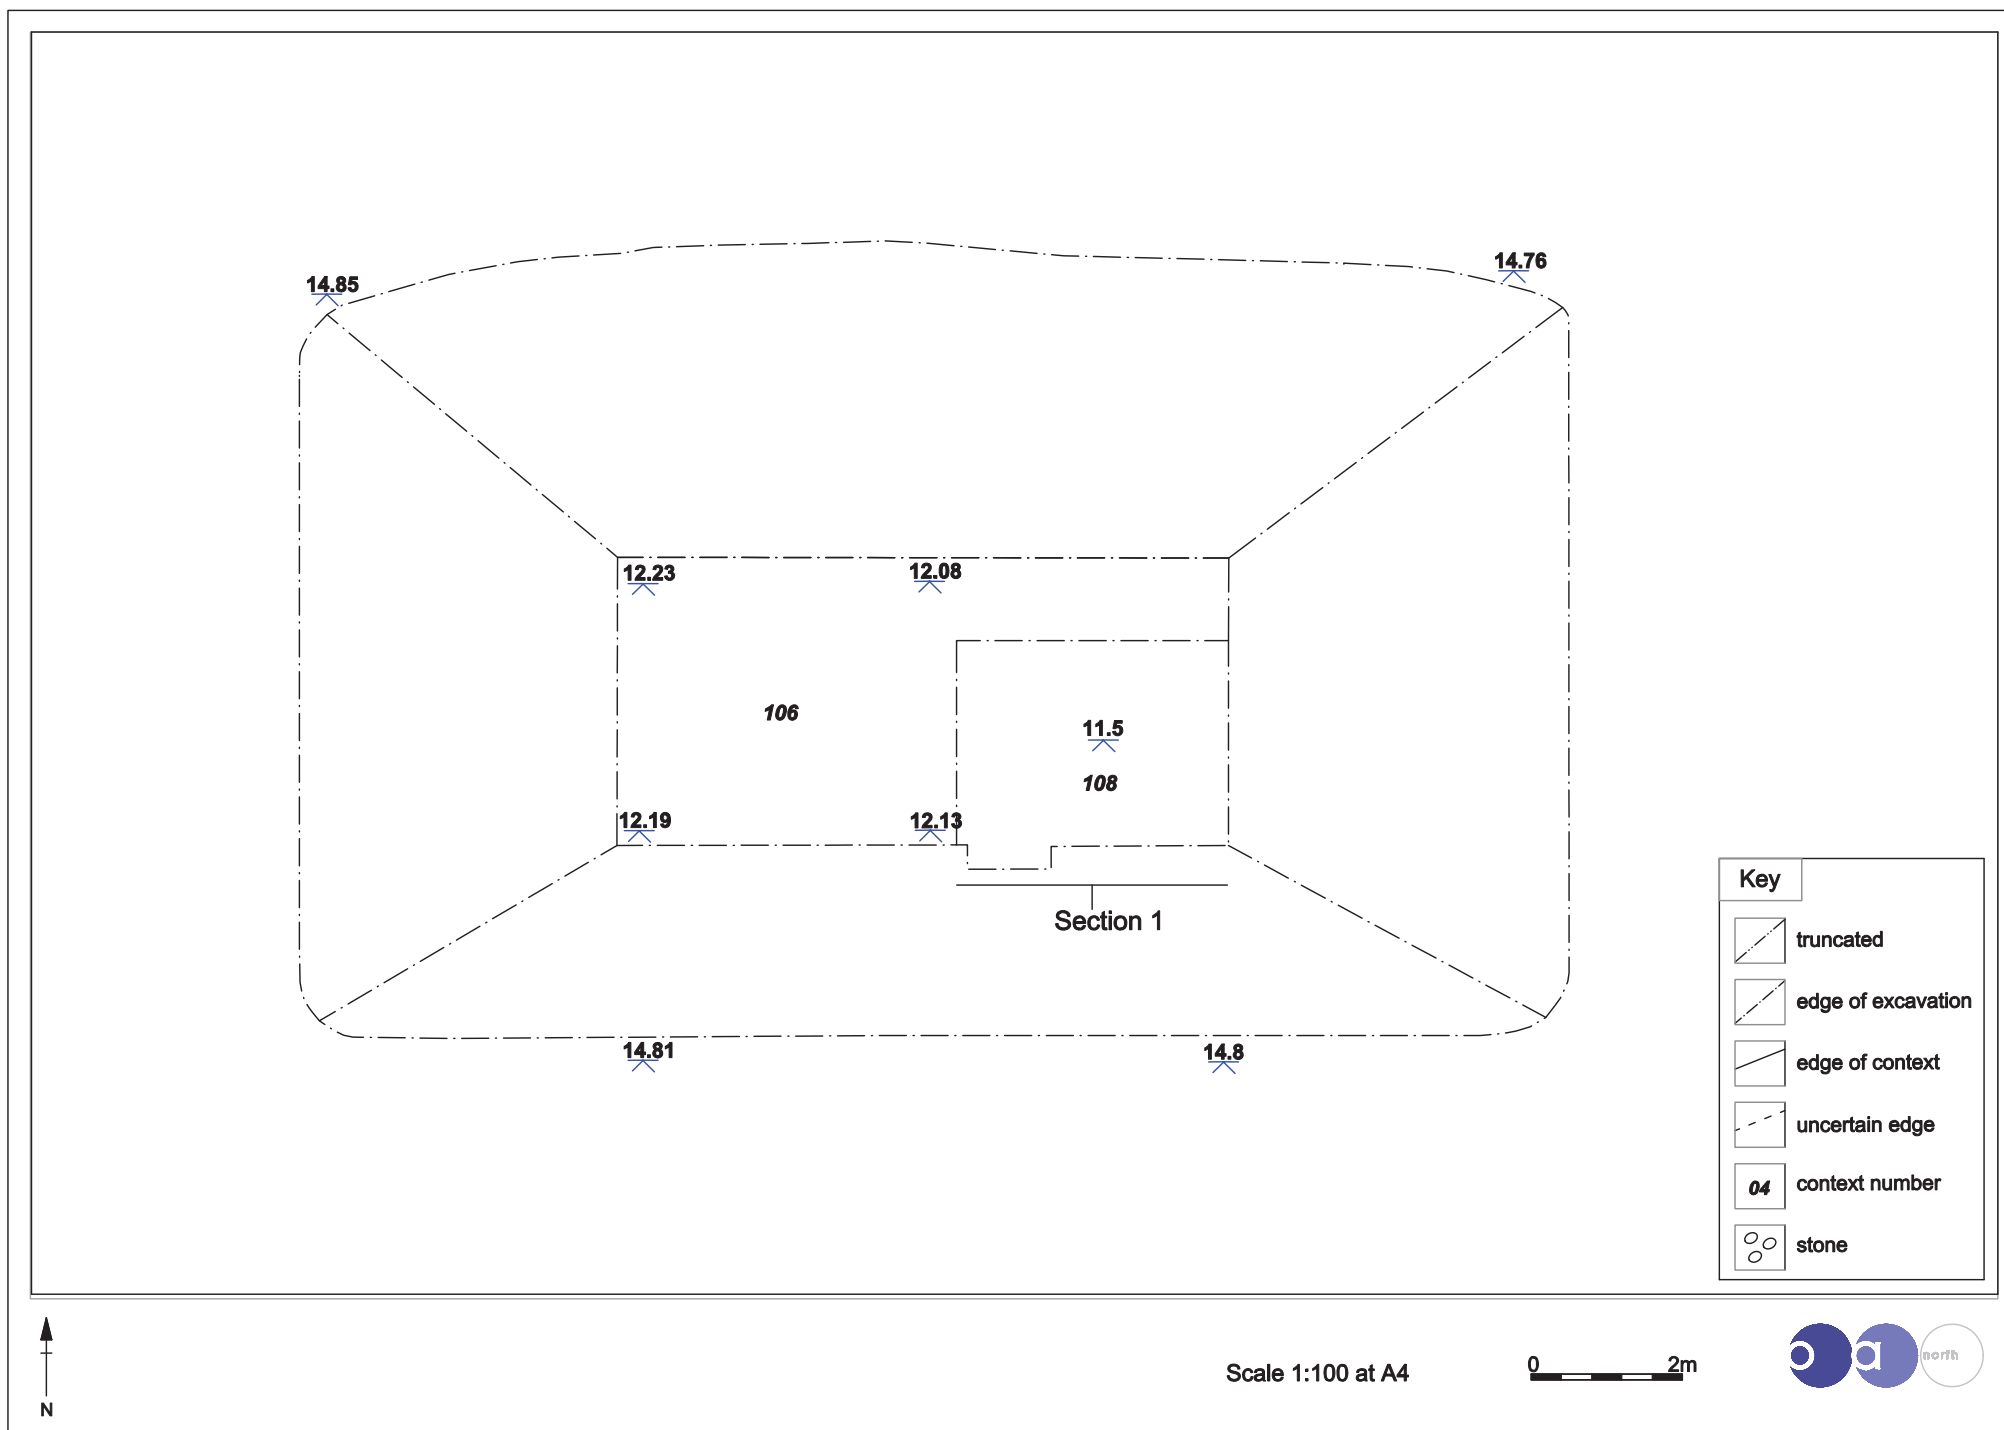 14.85
14.76
12.23
12.08
106
11.5
108
12.19
12.13
Section 1
14.81
14.8
Key
truncated
edge of excavation
edge of context
uncertain edge
04 context number
stone
N
Scale 1:100 at A4
0 2m
oa north